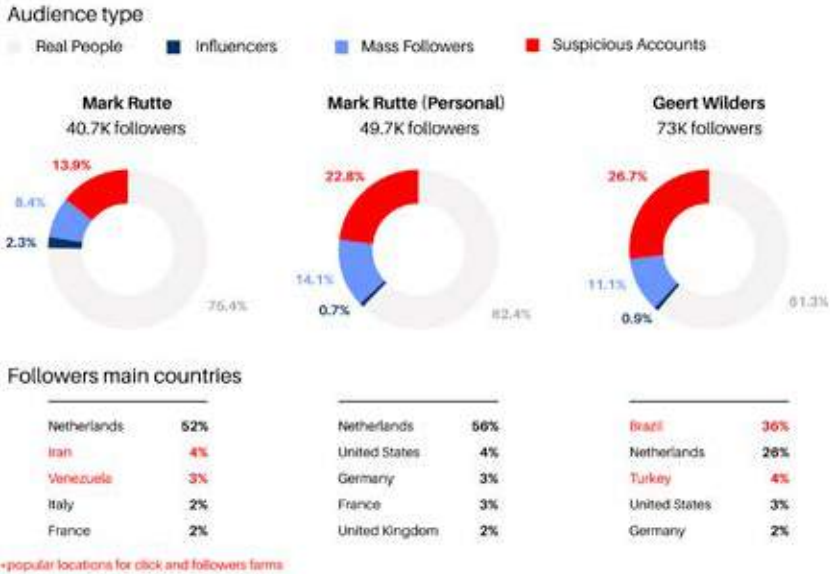 Audience type
Real People Influencers Mass Followers Suspicious Accounts
Mark Rutte Mark Rutte (Personal) Geert Wilders
40.7K followers 49.7K followers 73K followers
13.9% 22.8% 26.7%
8.4% 14.1% 11.1%
2.3% 0.7% 0.9%
75.4% 62.4% 61.3%
Followers main countries
Netherlands 52% Netherlands 56% Brazil 36%
Iran 4% United States 4% Netherlands 26%
Venezuela 3% Germany 3% Turkey 4%
Italy 2% France 3% United States 3%
France 2% United Kingdom 2% Germany 2%
*popular locations for click and followers farms